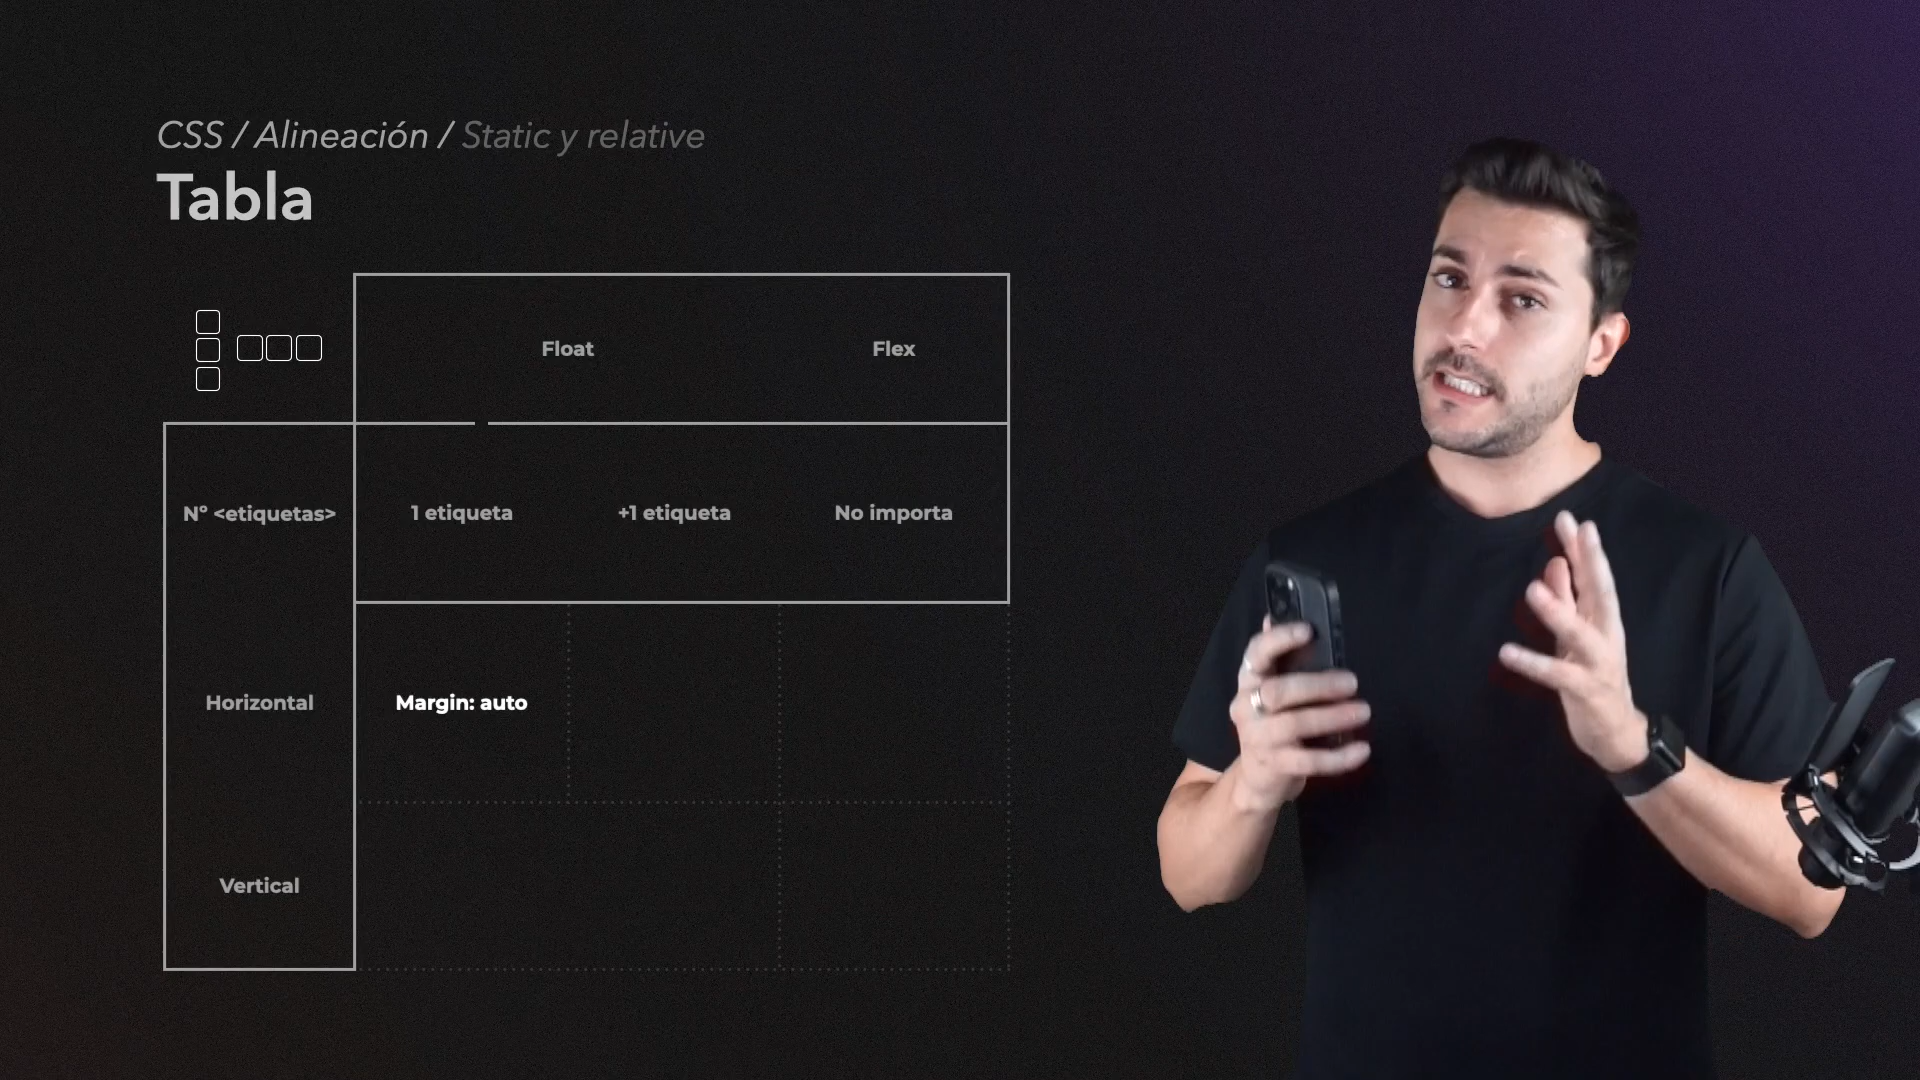 CSS / Alineación / Static y relative
Tabla
Float
Flex
Nº <etiquetas>
1 etiqueta
+1 etiqueta
No importa
Horizontal
Margin: auto
Vertical